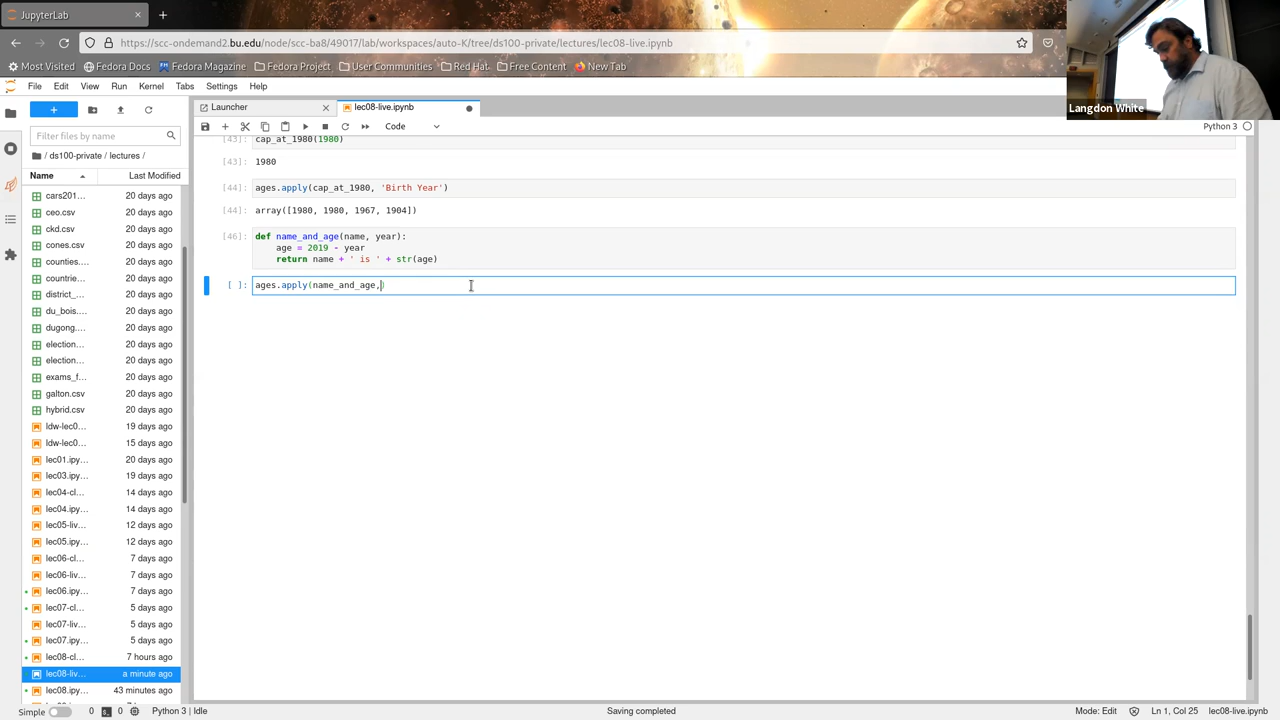 JupyterLab
https://scc-ondemand2.bu.edu/node/scc-ba8/49017/lab/workspaces/auto-K/tree/ds100-private/lectures/lec08-live.ipynb
Most Visited Fedora Docs Fedora Magazine Fedora Project User Communities Red Hat Free Content New Tab
Langdon White
File Edit View Run Kernel Tabs Settings Help
Launcher lec08-live.ipynb
Code Python 3
Filter files by name
/ ds100-private / lectures /
Name Last Modified
cars201… 20 days ago
ceo.csv 20 days ago
ckd.csv 20 days ago
cones.csv 20 days ago
counties.… 20 days ago
countrie… 20 days ago
district_… 20 days ago
du_bois.… 20 days ago
dugong.… 20 days ago
election… 20 days ago
election… 20 days ago
exams_f… 20 days ago
galton.csv 20 days ago
hybrid.csv 20 days ago
ldw-lec0… 19 days ago
ldw-lec0… 15 days ago
lec01.ipy… 20 days ago
lec03.ipy… 19 days ago
lec04-cl… 14 days ago
lec04.ipy… 14 days ago
lec05-liv… 12 days ago
lec05.ipy… 12 days ago
lec06-cl… 7 days ago
lec06-liv… 7 days ago
lec06.ipy… 7 days ago
lec07-cl… 5 days ago
lec07-liv… 5 days ago
lec07.ipy… 5 days ago
lec08-cl… 7 hours ago
lec08-liv… a minute ago
lec08.ipy… 43 minutes ago
[43]: cap_at_1980(1980)
[43]: 1980
[44]: ages.apply(cap_at_1980, 'Birth Year')
[44]: array([1980, 1980, 1967, 1904])
[46]: def name_and_age(name, year):
age = 2019 - year
return name + ' is ' + str(age)
[ ]: ages.apply(name_and_age,)
Simple 0 0 Python 3 | Idle Saving completed Mode: Edit Ln 1, Col 25 lec08-live.ipynb